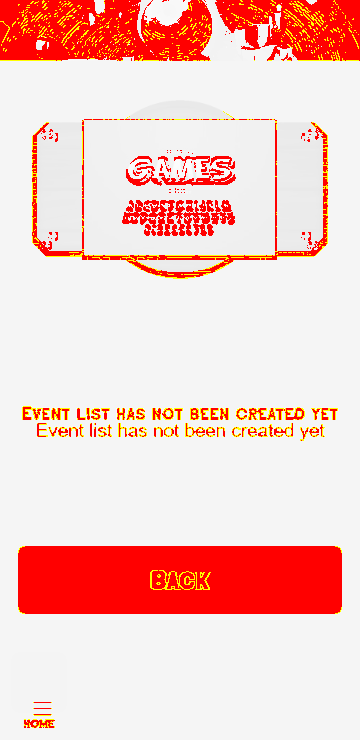 GAMES
EVENT LIST HAS NOT BEEN CREATED YET
Event list has not been created yet
BACK
HOME